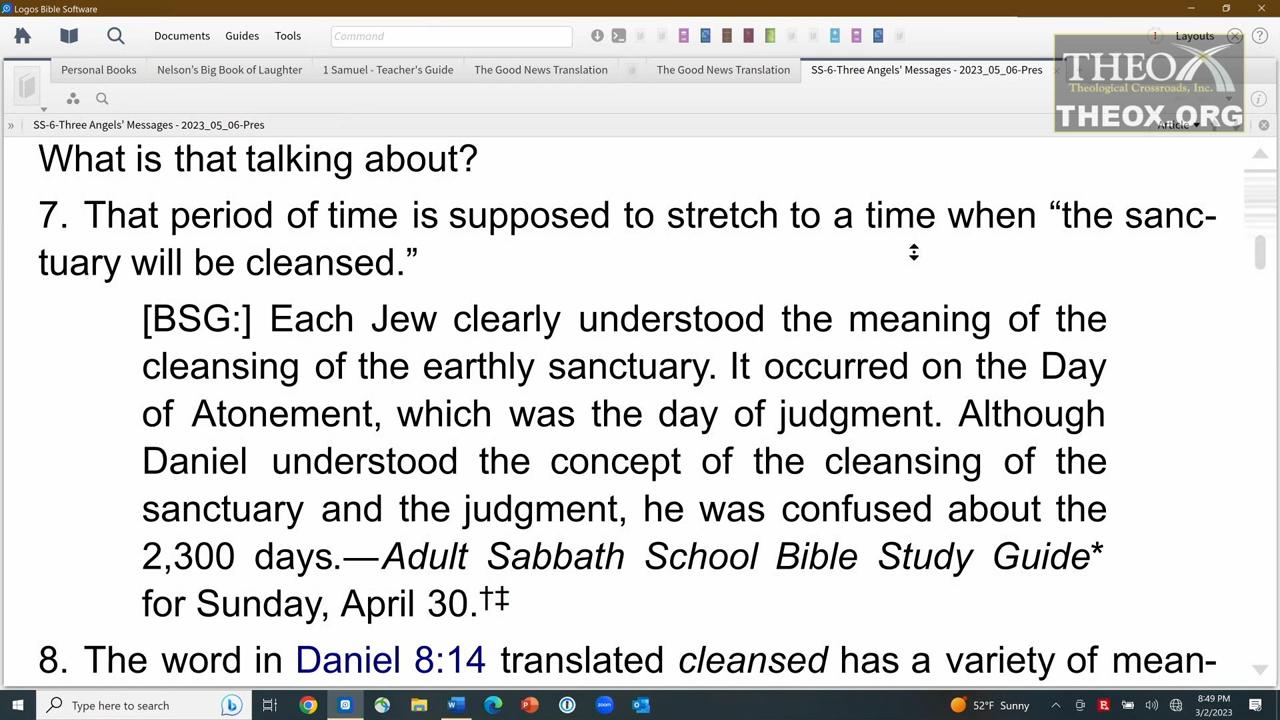 Logos Bible Software
Documents Guides Tools Command Layouts
Personal Books Nelson's Big Book of Laughter 1 Samuel - Teacher's Guide The Good News Translation The Good News Translation SS-6-Three Angels' Messages - 2023_05_06-Pres
THEOX
Theological Crossroads, Inc.
THEOX.ORG
» SS-6-Three Angels' Messages - 2023_05_06-Pres Article
What is that talking about?
7. That period of time is supposed to stretch to a time when “the sanc-
tuary will be cleansed.”
[BSG:] Each Jew clearly understood the meaning of the
cleansing of the earthly sanctuary. It occurred on the Day
of Atonement, which was the day of judgment. Although
Daniel understood the concept of the cleansing of the
sanctuary and the judgment, he was confused about the
2,300 days.—Adult Sabbath School Bible Study Guide*
for Sunday, April 30.†‡
8. The word in Daniel 8:14 translated cleansed has a variety of mean-
Type here to search
52°F Sunny
8:49 PM
3/2/2023